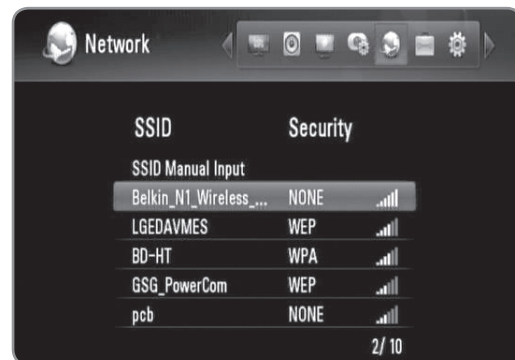 Network
SSID Security
SSID Manual Input
Belkin_N1_Wireless_... NONE
LGEDAVMES WEP
BD-HT WPA
GSG_PowerCom WEP
pcb NONE
2/ 10